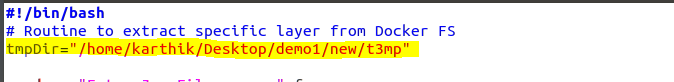 #!/bin/bash
# Routine to extract specific layer from Docker FS
tmpDir="/home/karthik/Desktop/demo1/new/t3mp"